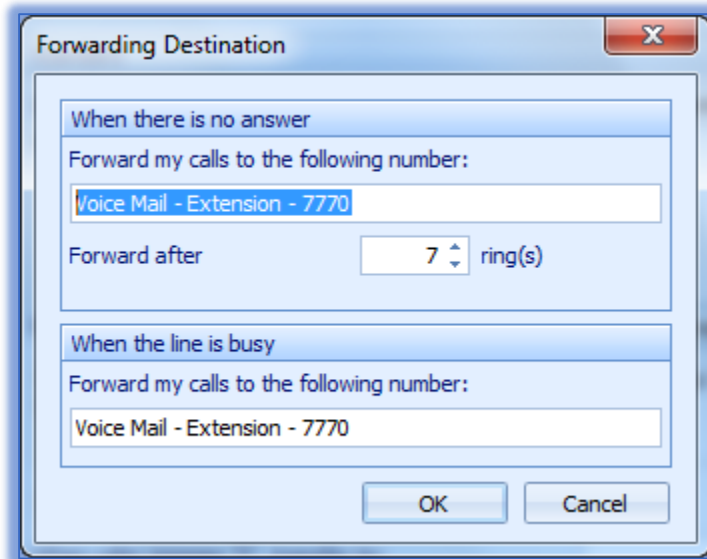 Forwarding Destination
When there is no answer
Forward my calls to the following number:
Voice Mail - Extension - 7770
Forward after 7 ring(s)
When the line is busy
Forward my calls to the following number:
Voice Mail - Extension - 7770
OK Cancel